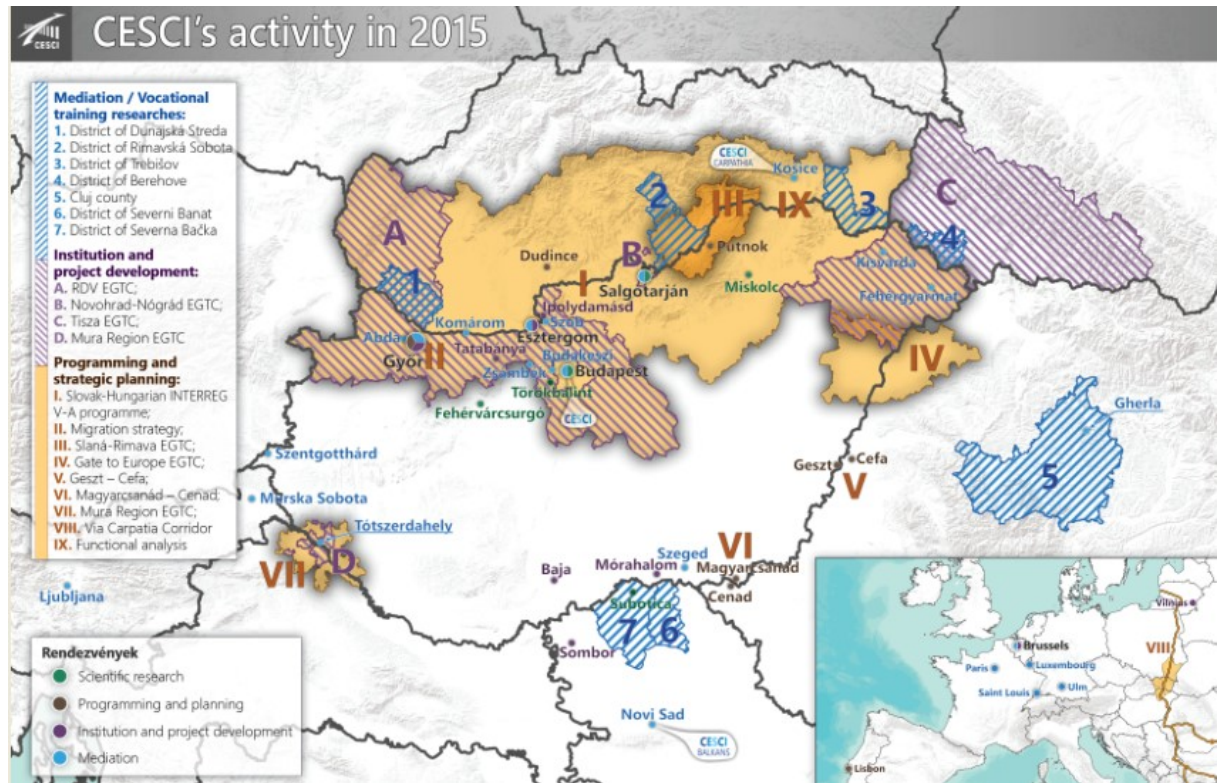 CESCI
CESCI's activity in 2015
Mediation / Vocational
training researches:
1. District of Dunajská Streda
2. District of Rimavská Sobota
3. District of Trebišov
4. District of Berehove
5. Cluj county
6. District of Severni Banat
7. District of Severna Bačka
Institution and
project development:
A. RDV EGTC;
B. Novohrad-Nógrád EGTC;
C. Tisza EGTC;
D. Mura Region EGTC
Programming and
strategic planning:
I. Slovak-Hungarian INTERREG
V-A programme;
II. Migration strategy;
III. Slaná-Rimava EGTC;
IV. Gate to Europe EGTC;
V. Geszt – Cefa;
VI. Magyarcsanád – Cenad;
VII. Mura Region EGTC;
VIII. Via Carpatia Corridor
IX. Functional analysis
CESCI
CARPATHIA
Kosice
A
2
III
IX
3
C
B
4
1
Dudince
Putnok
I
Salgótarján
Miskolc
Kisvárda
Fehérgyarmat
Ipolydamásd
Szob
Komárom
Abda
Esztergom
Győr
II
Tatabánya
Budakeszi
Zsámbék
Budapest
Törökbálint
Fehérvárcsurgó
CESCI
IV
Gherla
5
Szentgotthárd
Geszt
Cefa
V
Murska Sobota
Tótszerdahely
VII
D
VI
Baja
Mórahalom
Szeged
Magyarcsanád
Cenad
Subotica
7
6
Ljubljana
Sombor
Novi Sad
CESCI
BALKANS
Rendezvények
Scientific research
Programming and planning
Institution and project development
Mediation
Vilnius
Brussels
VIII
Paris
Luxembourg
Saint Louis
Ulm
Lisbon